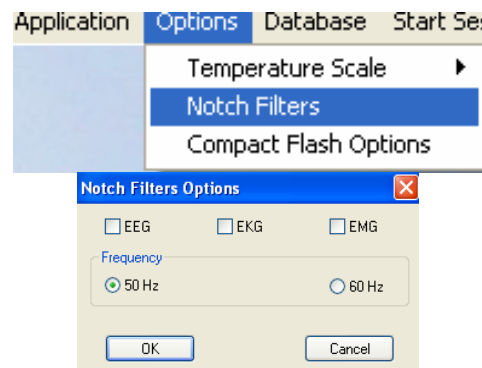 Application Options Database Start Ses
Temperature Scale
Notch Filters
Compact Flash Options
Notch Filters Options
EEG EKG EMG
Frequency
50 Hz 60 Hz
OK Cancel